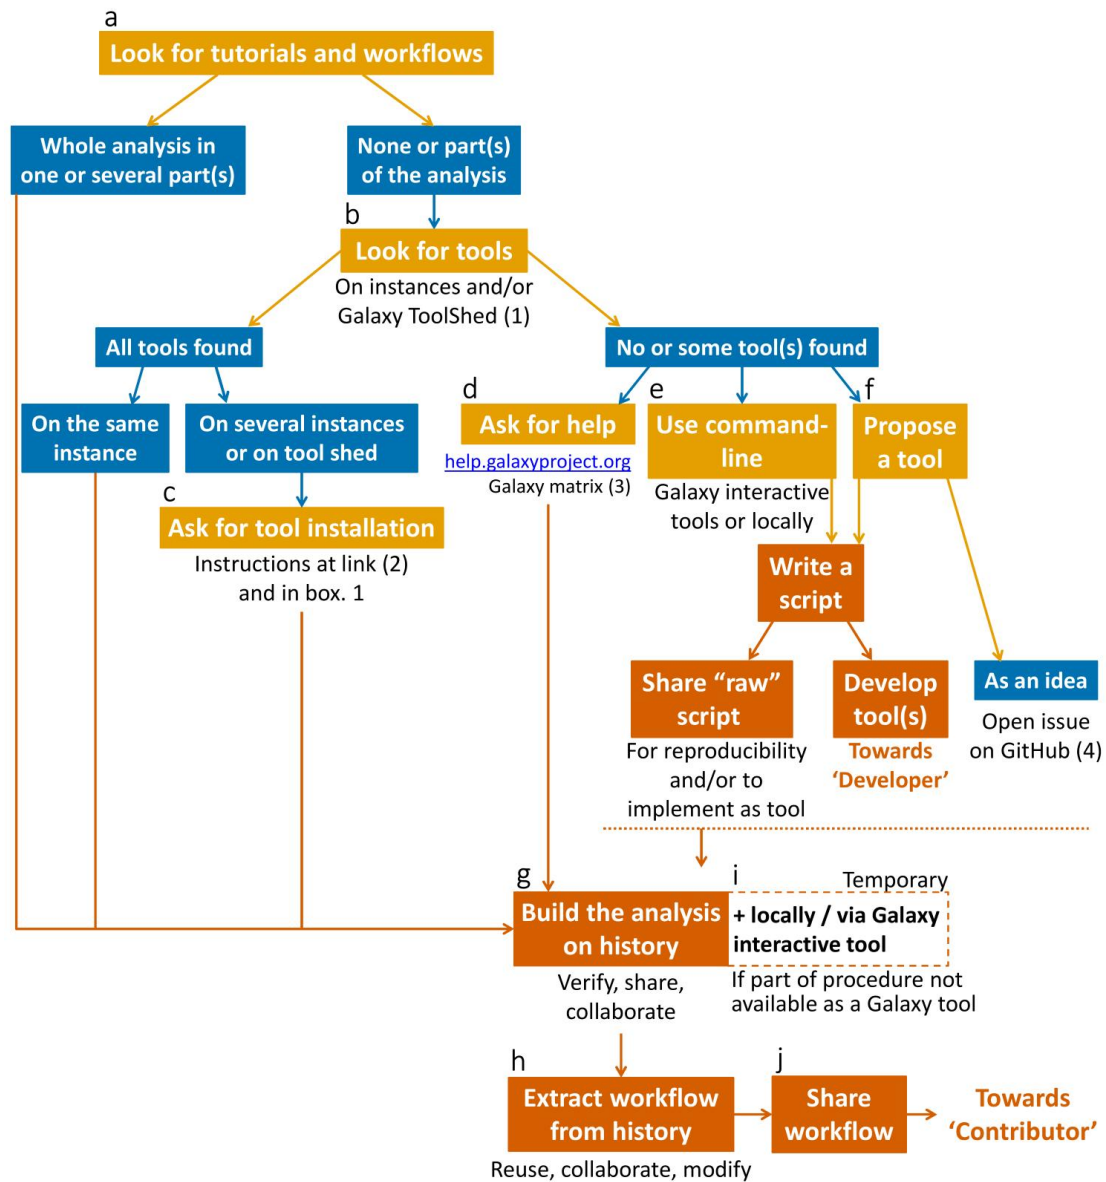 a
Look for tutorials and workflows
Whole analysis in
one or several part(s)
None or part(s)
of the analysis
b
Look for tools
On instances and/or
Galaxy ToolShed (1)
All tools found
No or some tool(s) found
On the same
instance
On several instances
or on tool shed
c
Ask for tool installation
Instructions at link (2)
and in box. 1
d
Ask for help
help.galaxyproject.org
Galaxy matrix (3)
e
Use command-
line
Galaxy interactive
tools or locally
f
Propose
a tool
Write a
script
Share “raw”
script
For reproducibility
and/or to
implement as tool
Develop
tool(s)
Towards
‘Developer’
As an idea
Open issue
on GitHub (4)
g
Build the analysis
on history
Verify, share,
collaborate
i
Temporary
+ locally / via Galaxy
interactive tool
If part of procedure not
available as a Galaxy tool
h
Extract workflow
from history
Reuse, collaborate, modify
j
Share
workflow
Towards
‘Contributor’